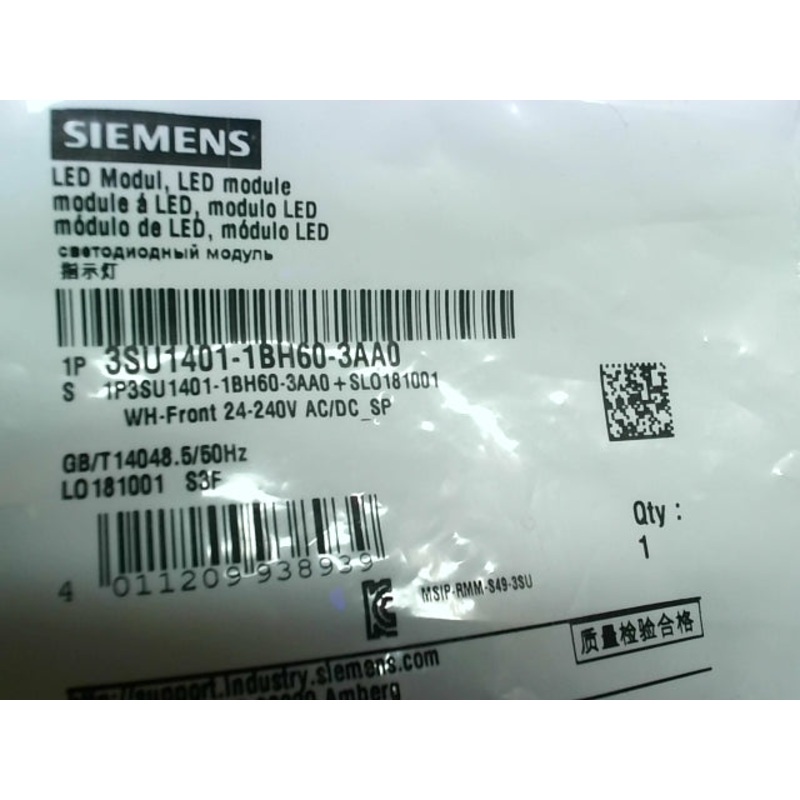 SIEMENS
LED Modul, LED module
module á LED, modulo LED
módulo de LED, módulo LED
светодиодный модуль
指示灯
1P 3SU1401-1BH60-3AA0
S 1P3SU1401-1BH60-3AA0+SLO181001
WH-Front 24-240V AC/DC_SP
GB/T14048.5/50Hz
LO181001 S3F
Qty :
1
4 011209 938939
MSIP-RMM-S49-3SU
质量检验合格
http://support.industry.siemens.com
Amberg